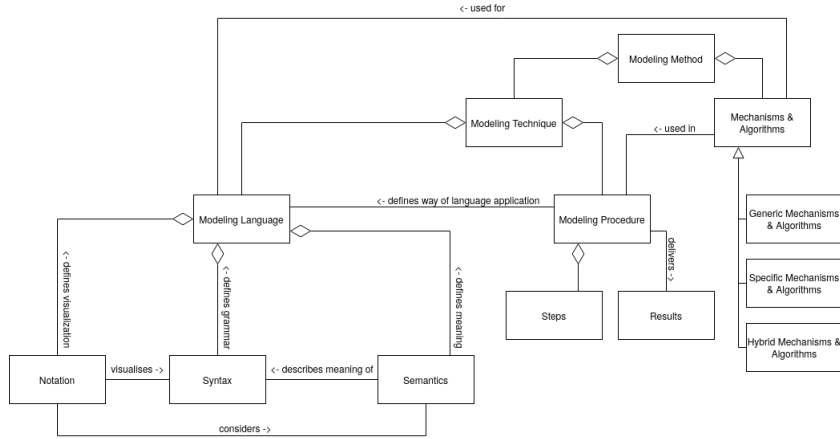 <- used for
Modeling Method
Modeling Technique
Mechanisms &
Algorithms
<- used in
<- defines way of language application
Modeling Language
Modeling Procedure
Generic Mechanisms
& Algorithms
<- defines visualization
<- defines grammar
<- defines meaning
delivers ->
Specific Mechanisms
& Algorithms
Steps
Results
Hybrid Mechanisms &
Algorithms
Notation
visualises ->
Syntax
<- describes meaning of
Semantics
considers ->